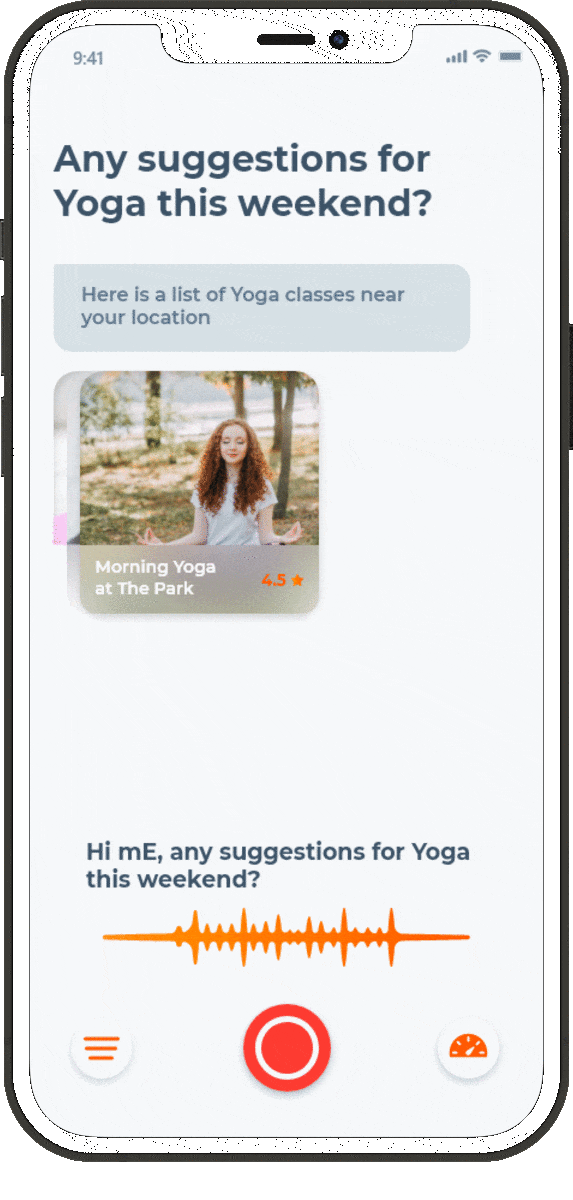 9:41
Any suggestions for
Yoga this weekend?
Here is a list of Yoga classes near
your location
Morning Yoga
at The Park
4.5
Hi mE, any suggestions for Yoga
this weekend?